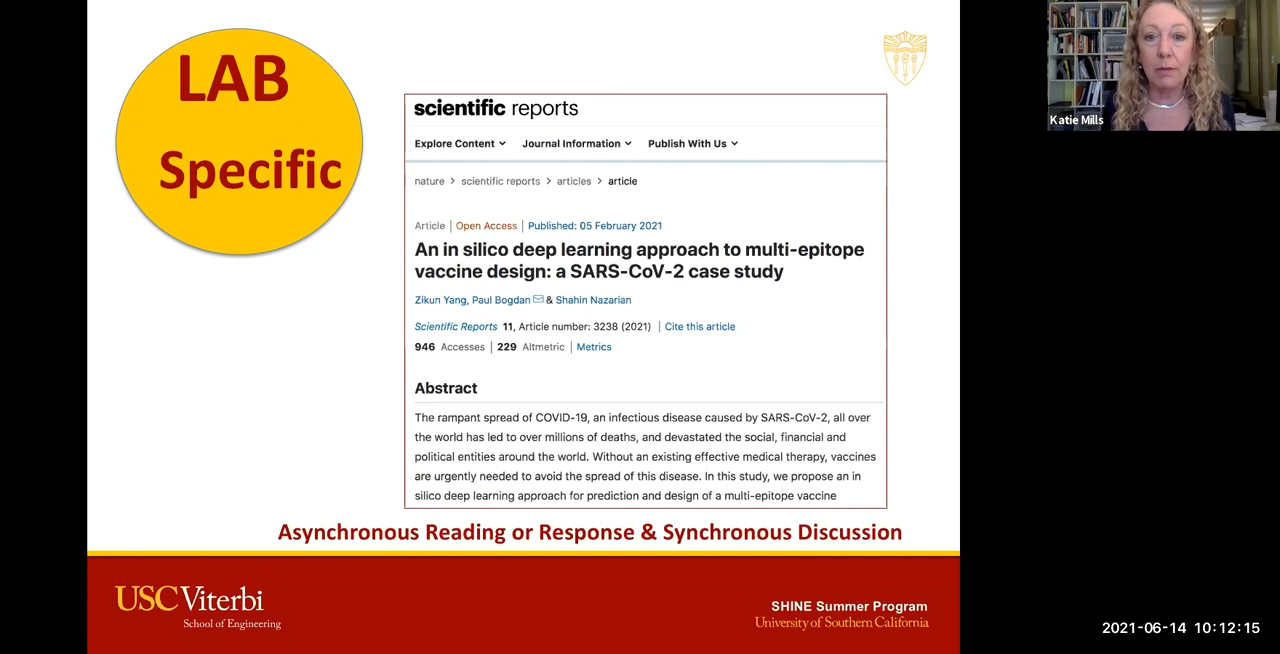 LAB
Specific
scientific reports
Explore Content Journal Information Publish With Us
nature > scientific reports > articles > article
Article | Open Access | Published: 05 February 2021
An in silico deep learning approach to multi-epitope
vaccine design: a SARS-CoV-2 case study
Zikun Yang, Paul Bogdan & Shahin Nazarian
Scientific Reports 11, Article number: 3238 (2021) | Cite this article
946 Accesses | 229 Altmetric | Metrics
Abstract
The rampant spread of COVID-19, an infectious disease caused by SARS-CoV-2, all over
the world has led to over millions of deaths, and devastated the social, financial and
political entities around the world. Without an existing effective medical therapy, vaccines
are urgently needed to avoid the spread of this disease. In this study, we propose an in
silico deep learning approach for prediction and design of a multi-epitope vaccine
Asynchronous Reading or Response & Synchronous Discussion
USC Viterbi
School of Engineering
SHINE Summer Program
University of Southern California
Katie Mills
2021-06-14 10:12:15